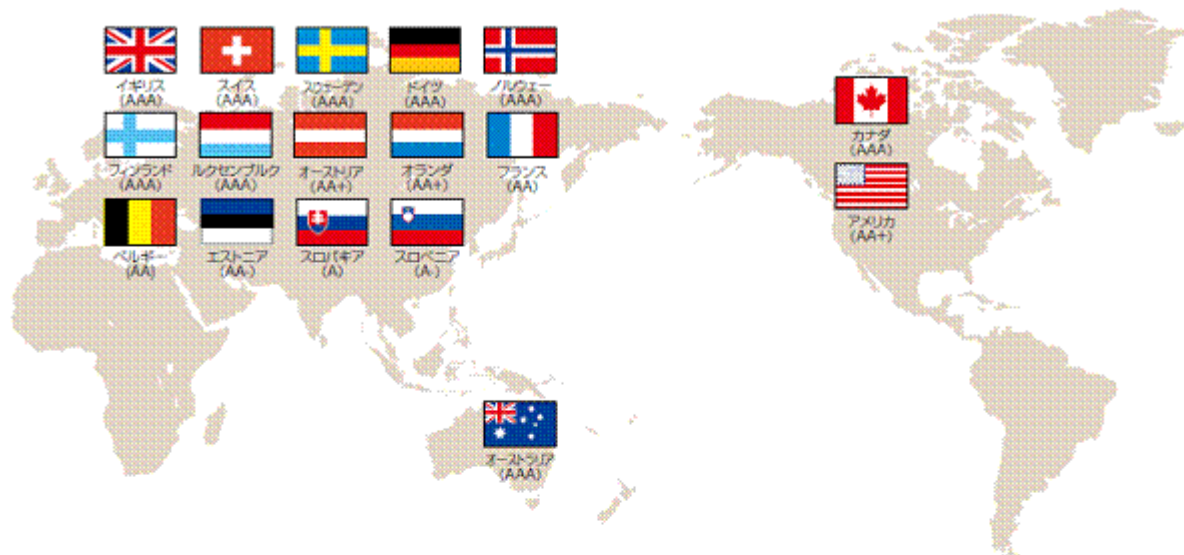 イギリス
(AAA)
スイス
(AAA)
スウェーデン
(AAA)
ドイツ
(AAA)
ノルウェー
(AAA)
フィンランド
(AAA)
ルクセンブルク
(AAA)
オーストリア
(AA+)
オランダ
(AA+)
フランス
(AA)
ベルギー
(AA)
エストニア
(AA-)
スロバキア
(A)
スロベニア
(A-)
カナダ
(AAA)
アメリカ
(AA+)
オーストラリア
(AAA)